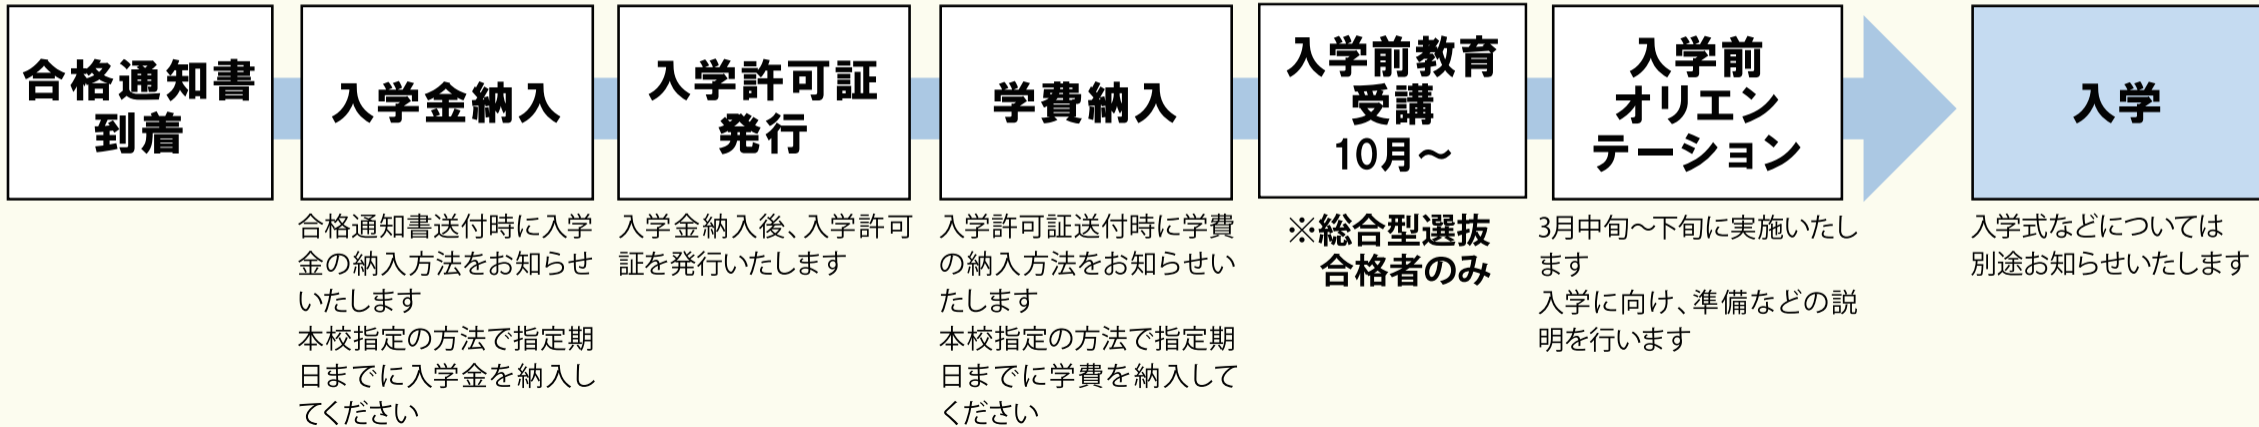 合格通知書
到着
入学金納入
合格通知書送付時に入学
金の納入方法をお知らせ
いたします
本校指定の方法で指定期
日までに入学金を納入し
てください
入学許可証
発行
入学金納入後、入学許可
証を発行いたします
学費納入
入学許可証送付時に学費
の納入方法をお知らせい
たします
本校指定の方法で指定期
日までに学費を納入して
ください
入学前教育
受講
10月～
※総合型選抜
合格者のみ
入学前
オリエン
テーション
3月中旬～下旬に実施いたし
ます
入学に向け、準備などの説
明を行います
入学
入学式などについては
別途お知らせいたします